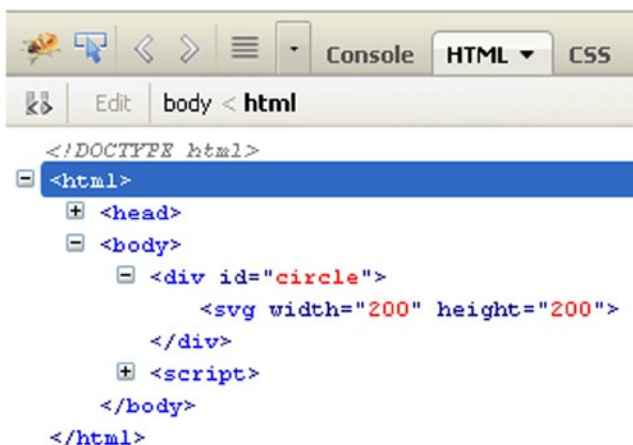 Console HTML CSS
Edit body < html
<!DOCTYPE html>
<html>
<head>
<body>
<div id="circle">
<svg width="200" height="200">
</div>
<script>
</body>
</html>